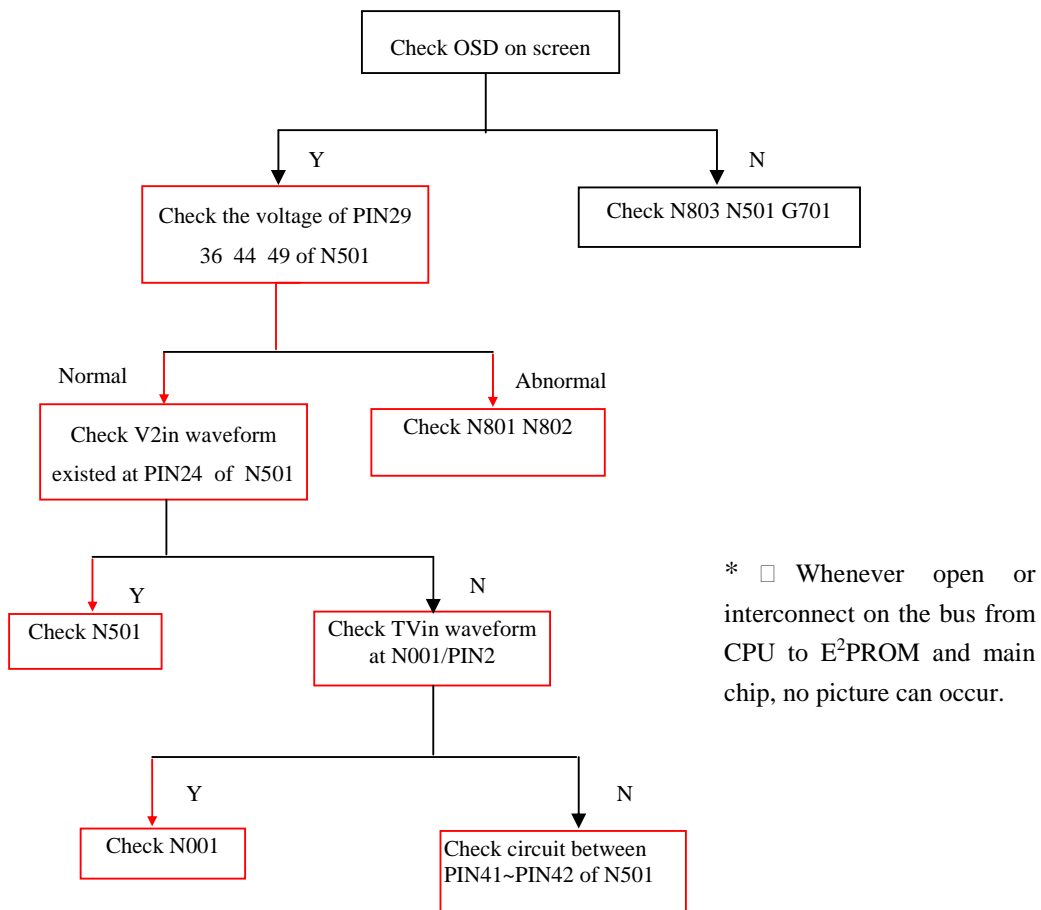 Check OSD on screen
Y
N
Check the voltage of PIN29
36 44 49 of N501
Check N803 N501 G701
Normal
Abnormal
Check V2in waveform
existed at PIN24 of N501
Check N801 N802
Y
N
Check N501
Check TVin waveform
at N001/PIN2
* □ Whenever open or
interconnect on the bus from
CPU to E²PROM and main
chip, no picture can occur.
Y
N
Check N001
Check circuit between
PIN41~PIN42 of N501